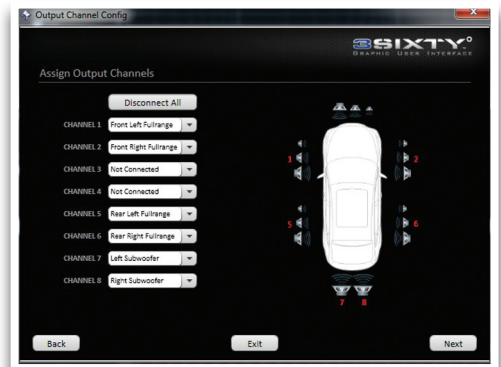 Output Channel Config
3SIXTY.°
GRAPHIC USER INTERFACE
Assign Output Channels
Disconnect All
CHANNEL 1 Front Left Fullrange
CHANNEL 2 Front Right Fullrange
CHANNEL 3 Not Connected
CHANNEL 4 Not Connected
CHANNEL 5 Rear Left Fullrange
CHANNEL 6 Rear Right Fullrange
CHANNEL 7 Left Subwoofer
CHANNEL 8 Right Subwoofer
1 2
5 6
7 8
Back Exit Next